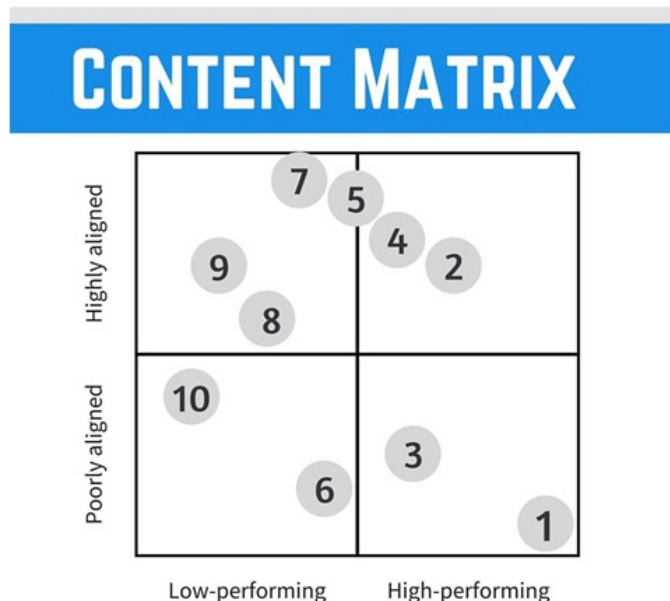 CONTENT MATRIX
Highly aligned
7
5
4
2
9
8
Poorly aligned
10
3
6
1
Low-performing
High-performing